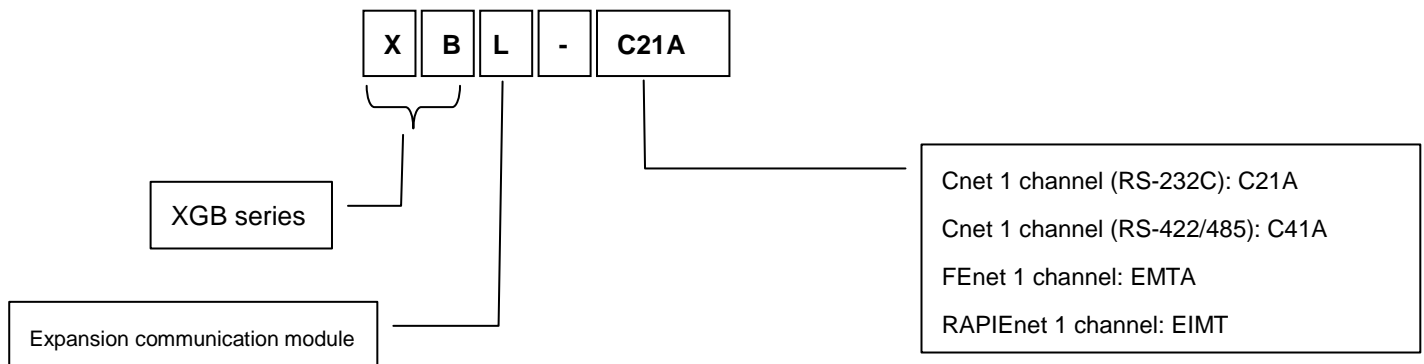 X B L - C21A
Cnet 1 channel (RS-232C): C21A
Cnet 1 channel (RS-422/485): C41A
FEnet 1 channel: EMTA
RAPIEnet 1 channel: EIMT
XGB series
Expansion communication module